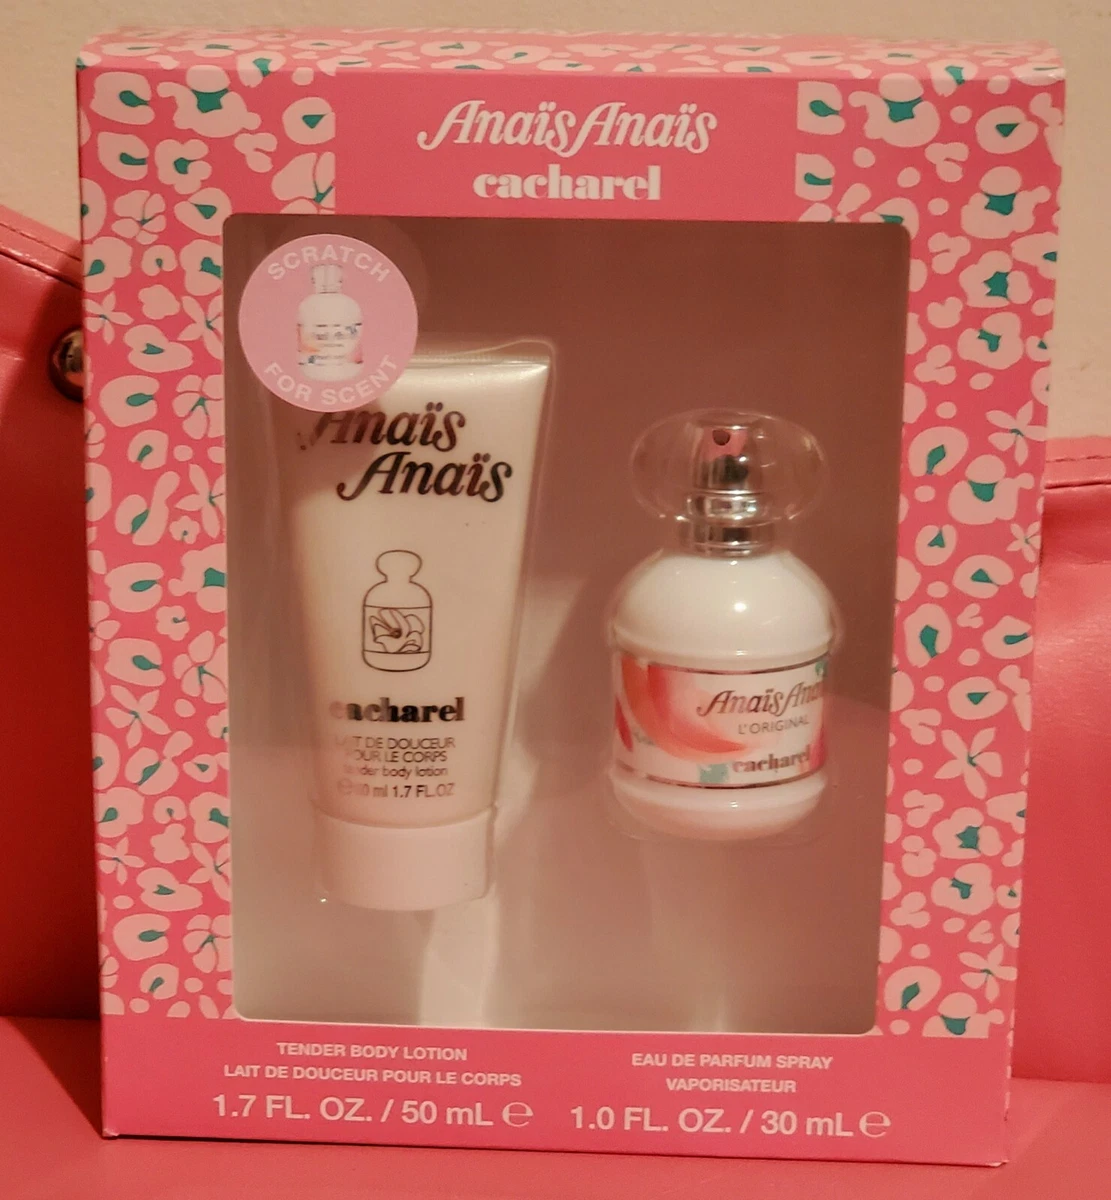 Anaïs Anaïs
cacharel
SCRATCH
FOR SCENT
Anaïs
Anaïs
cacharel
LAIT DE DOUCEUR
POUR LE CORPS
tender body lotion
50 ml 1.7 FL.OZ
Anaïs Anaïs
L'ORIGINAL
cacharel
TENDER BODY LOTION
LAIT DE DOUCEUR POUR LE CORPS
1.7 FL. OZ. / 50 mL ℮
EAU DE PARFUM SPRAY
VAPORISATEUR
1.0 FL. OZ. / 30 mL ℮